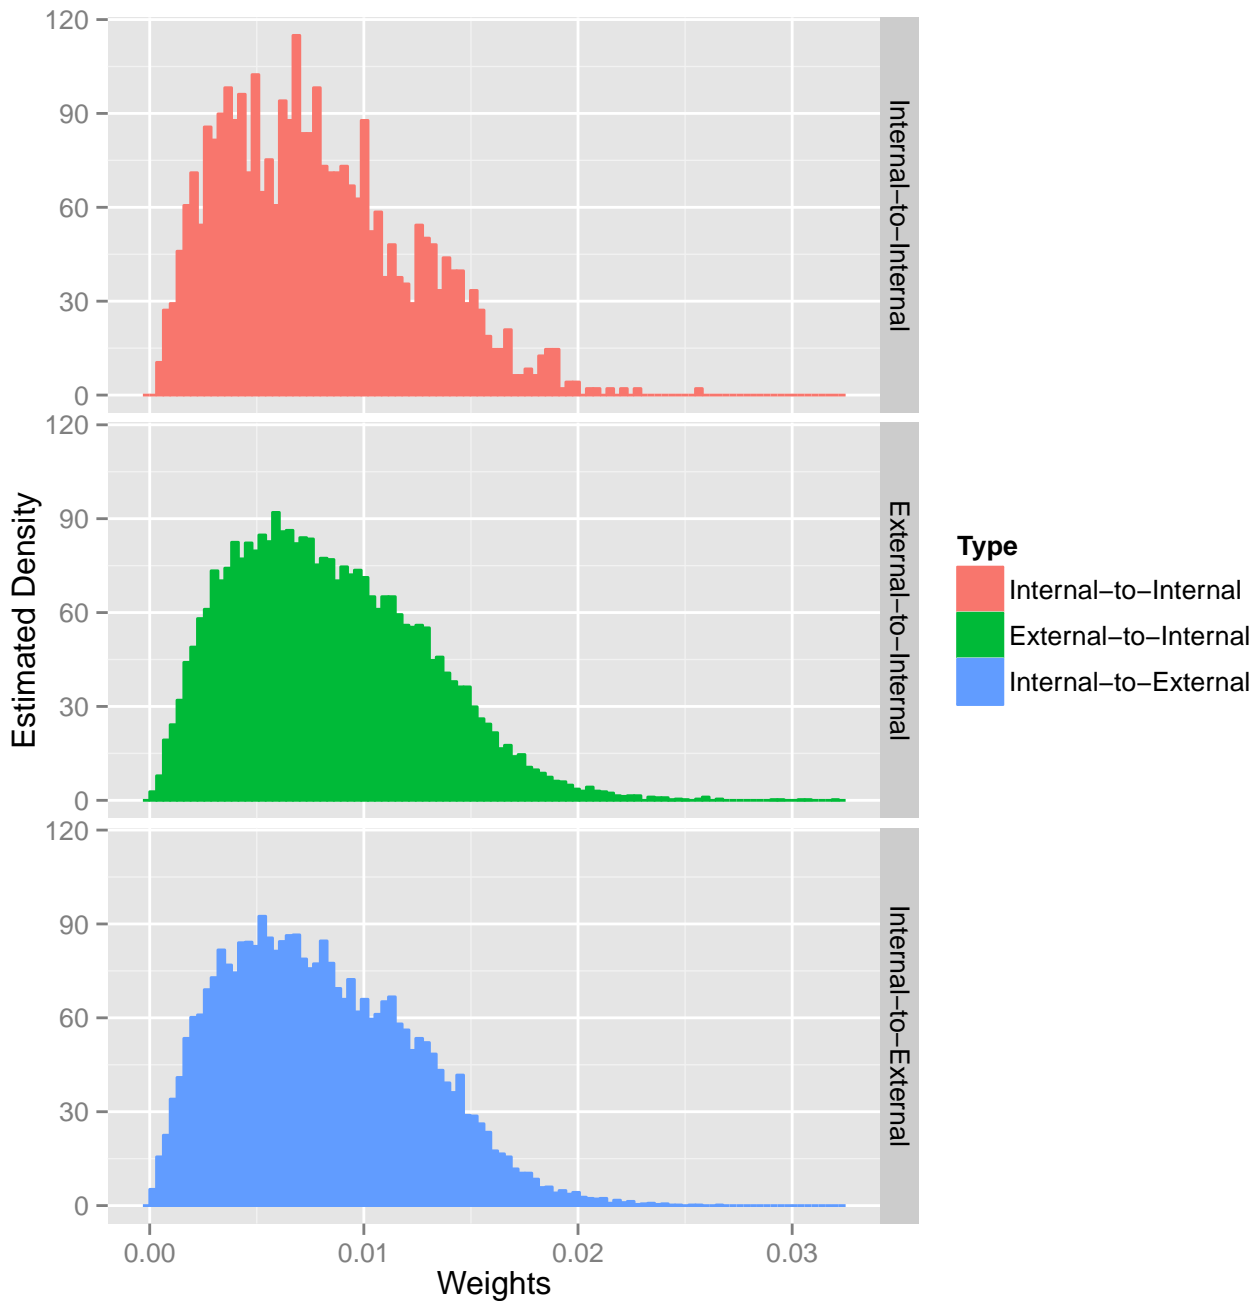 120
90
60
30
0
Internal−to−Internal
120
90
60
30
0
External−to−Internal
120
90
60
30
0
Internal−to−External
0.00 0.01 0.02 0.03
Weights
Estimated Density
Type
Internal−to−Internal
External−to−Internal
Internal−to−External